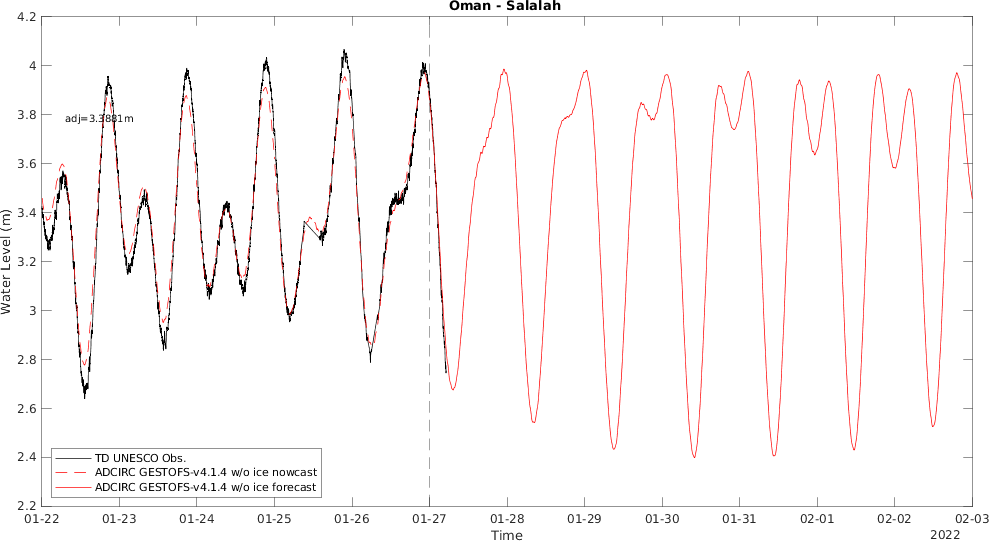 Oman - Salalah
4.2
4
3.8
3.6
3.4
3.2
3
2.8
2.6
2.4
2.2
Water Level (m)
adj=3.3881m
TD UNESCO Obs.
ADCIRC GESTOFS-v4.1.4 w/o ice nowcast
ADCIRC GESTOFS-v4.1.4 w/o ice forecast
01-22 01-23 01-24 01-25 01-26 01-27 01-28 01-29 01-30 01-31 02-01 02-02 02-03
Time
2022